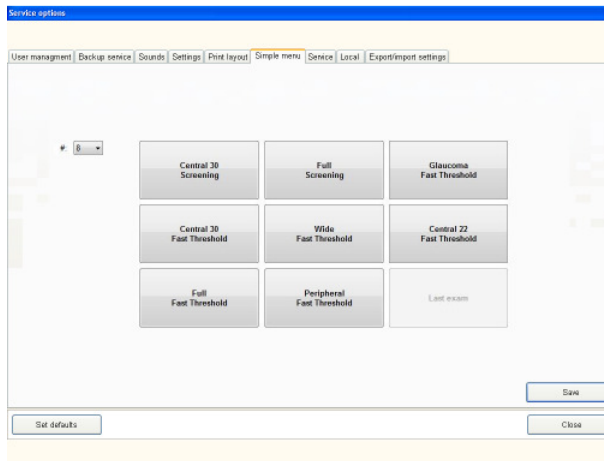 Service options
User managment Backup service Sounds Settings Print layout Simple menu Service Local Export/import settings
#: 8
Central 30
Screening
Full
Screening
Glaucoma
Fast Threshold
Central 30
Fast Threshold
Wide
Fast Threshold
Central 22
Fast Threshold
Full
Fast Threshold
Peripheral
Fast Threshold
Last exam
Save
Set defaults
Close